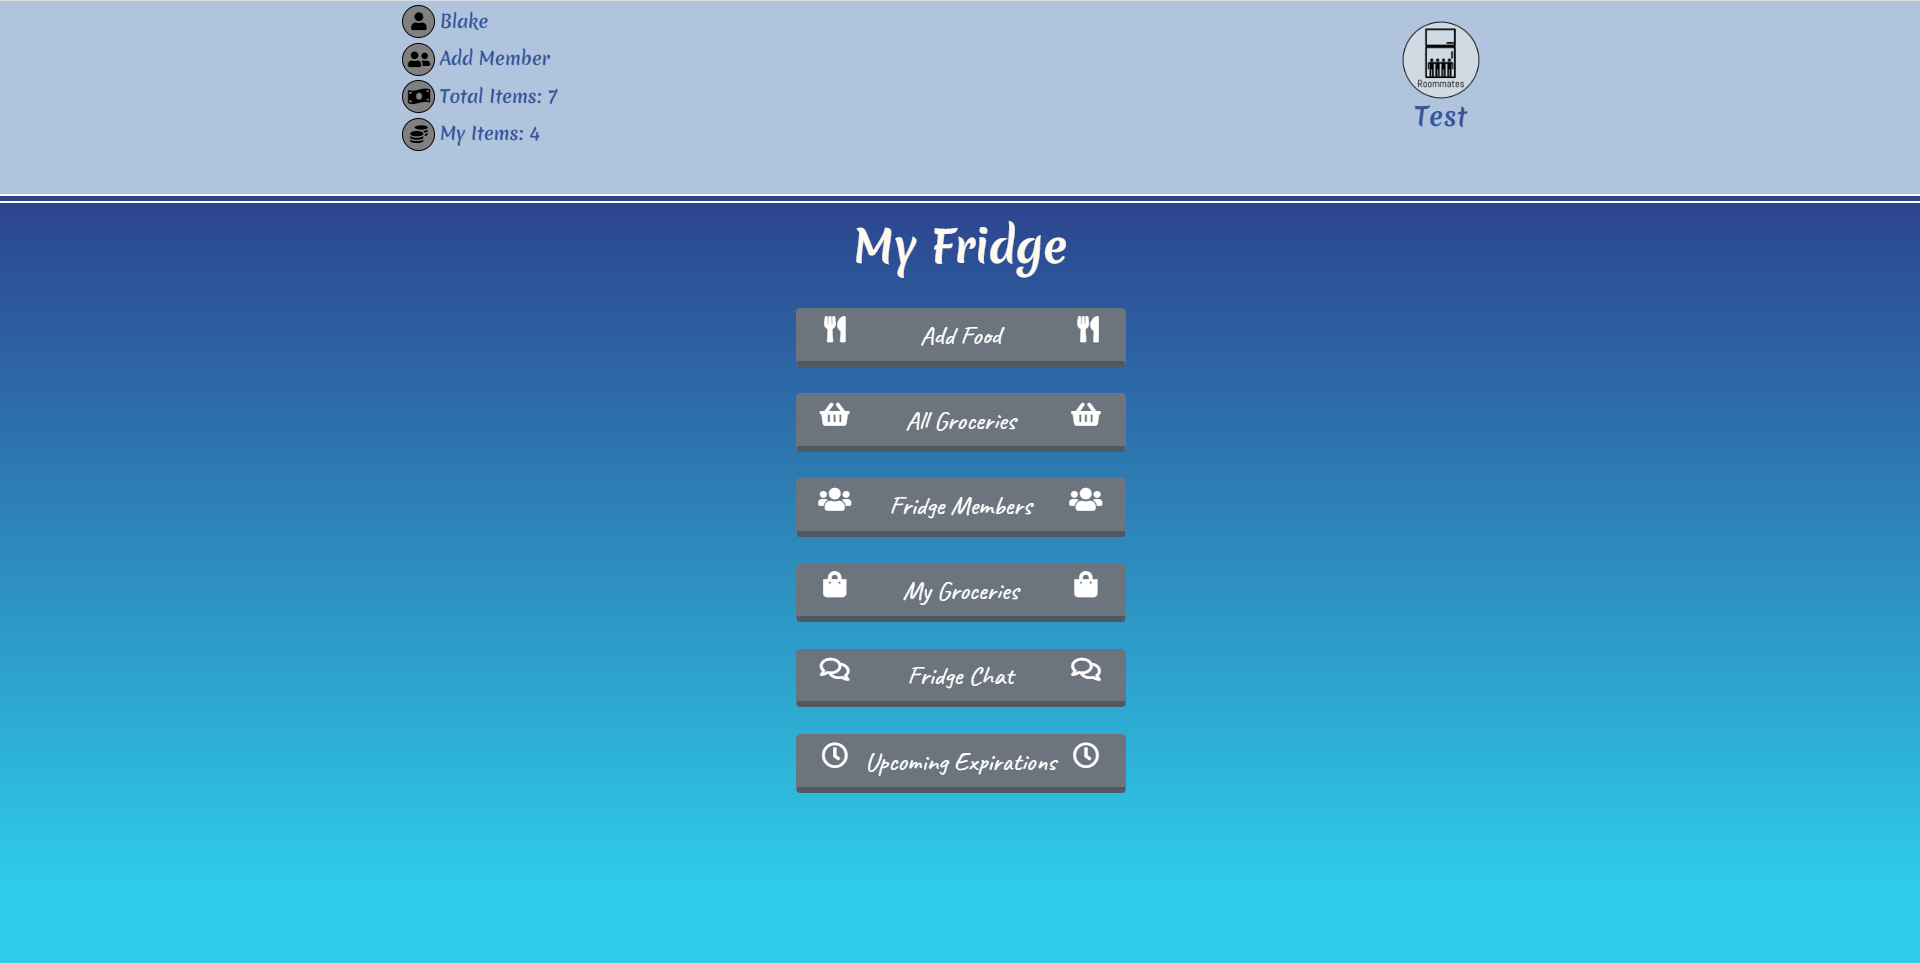 Blake
Add Member
Total Items: 7
My Items: 4
Roommates
Test
My Fridge
Add Food
All Groceries
Fridge Members
My Groceries
Fridge Chat
Upcoming Expirations